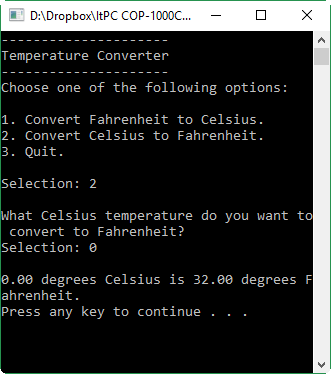 D:\Dropbox\ItPC COP-1000C...
---------------------
Temperature Converter
---------------------
Choose one of the following options:
1. Convert Fahrenheit to Celsius.
2. Convert Celsius to Fahrenheit.
3. Quit.
Selection: 2
What Celsius temperature do you want to
 convert to Fahrenheit?
Selection: 0
0.00 degrees Celsius is 32.00 degrees F
ahrenheit.
Press any key to continue . . .